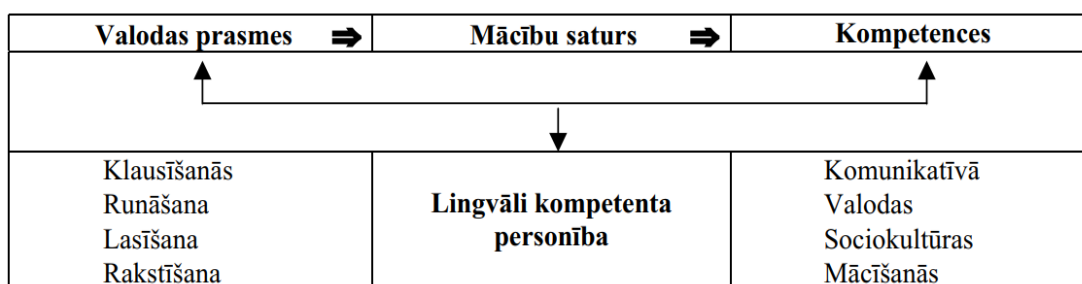 Valodas prasmes ⇛ Mācību saturs ⇛ Kompetences
Klausīšanās
Runāšana
Lasīšana
Rakstīšana
Lingvāli kompetenta
personība
Komunikatīvā
Valodas
Sociokultūras
Mācīšanās